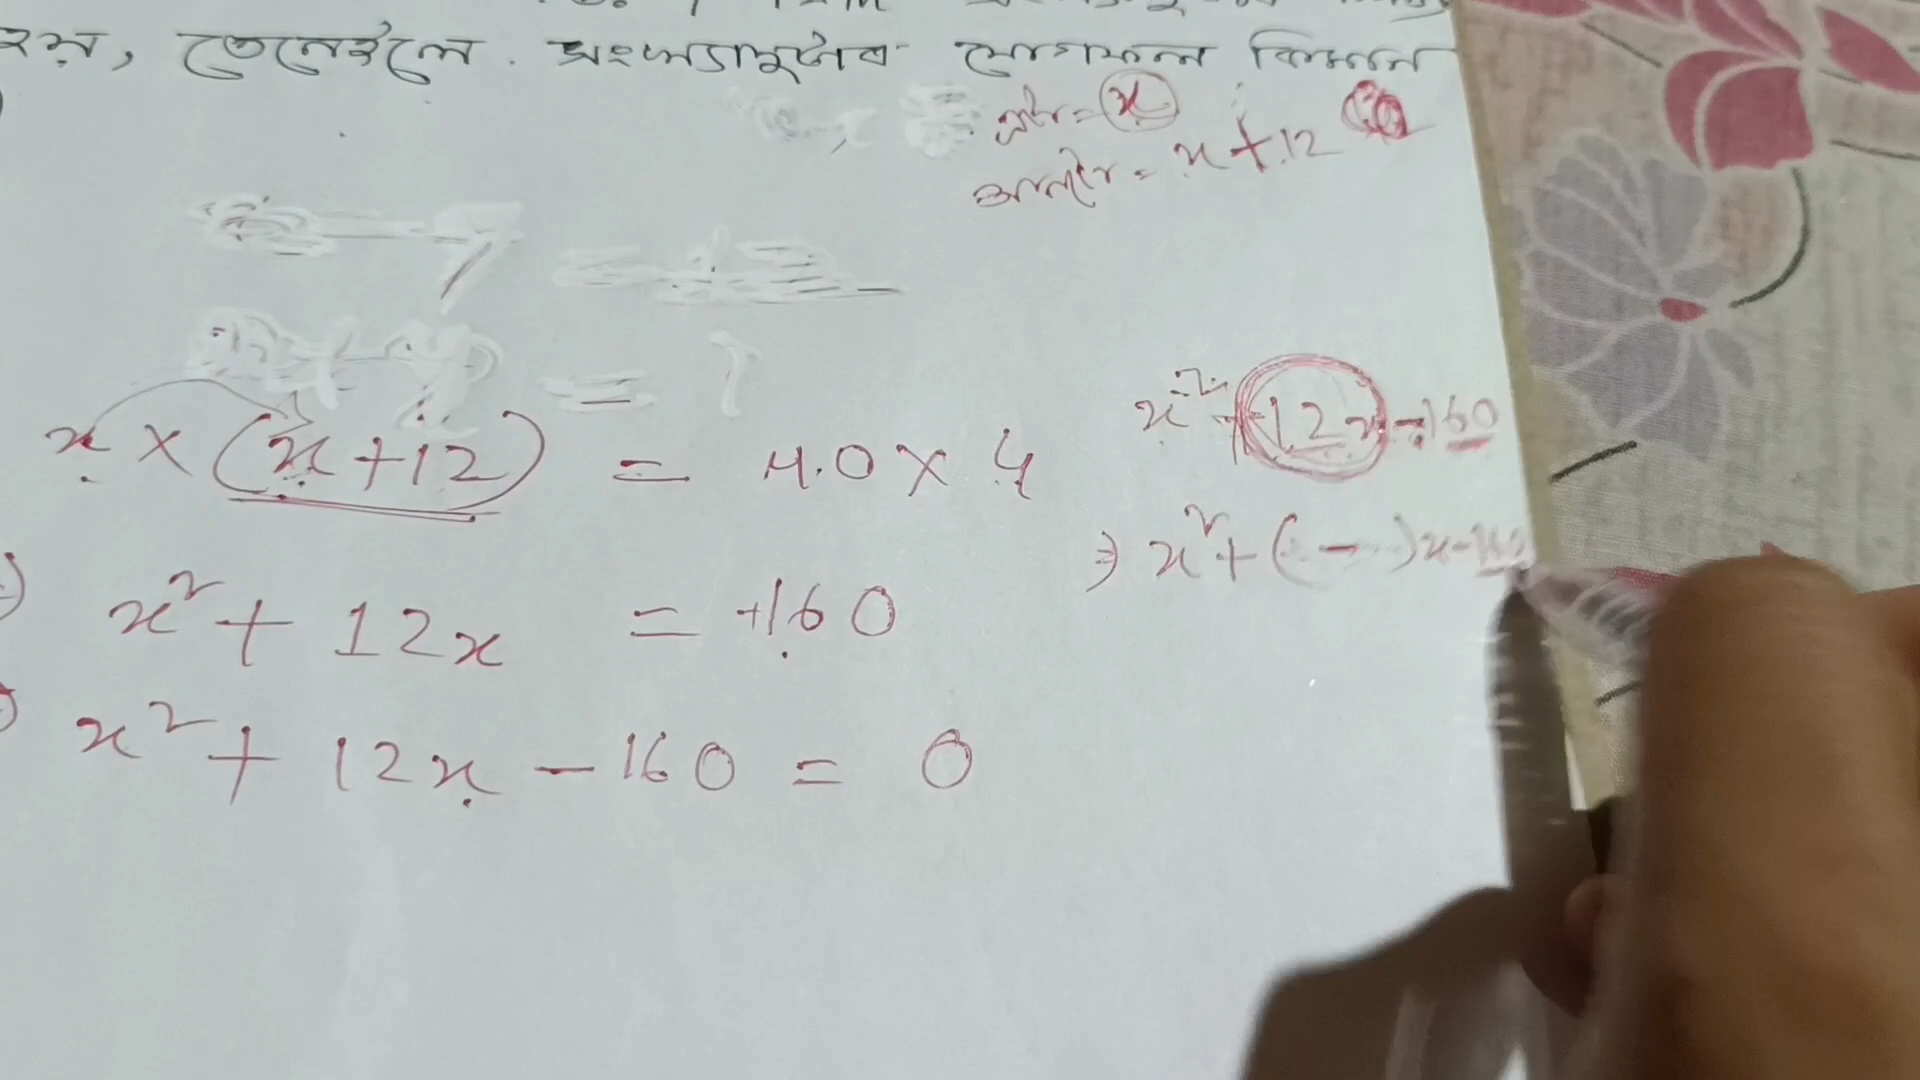 হয়, তেনেহলে সংখ্যাদুটাৰ যোগফল কিমান
এটা = x
আনটো = x + 12
x × (x + 12) = 40 × 4
x² + 12x = +160
x² + 12x - 160 = 0
x² + 12x - 160
⇒ x² + ( - )x - 160